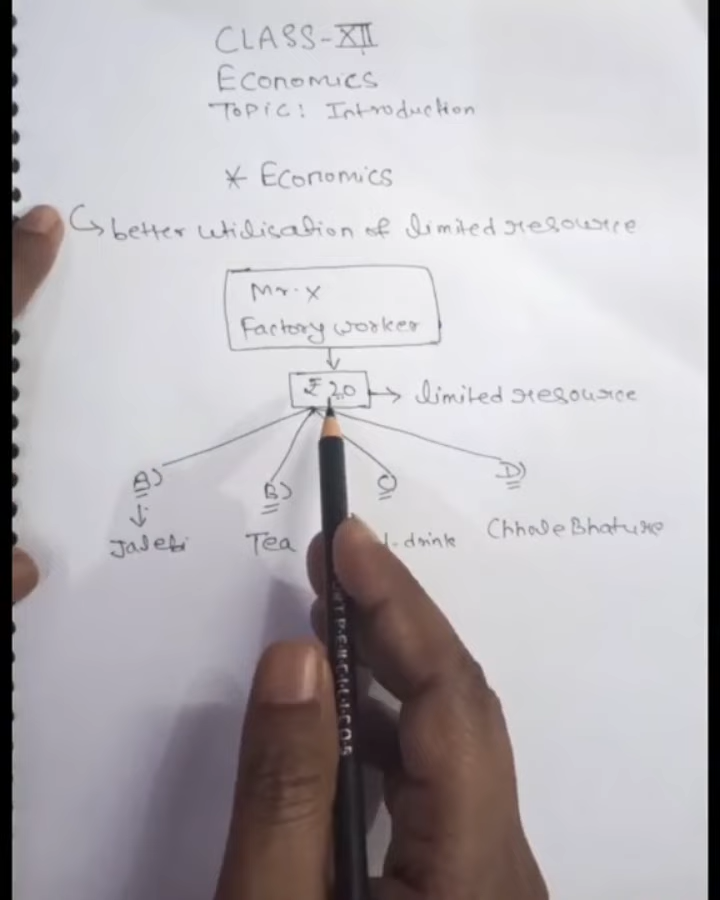 CLASS-XII
Economics
Topic: Introduction
* Economics
↳ better utilisation of limited resource
Mr. X
Factory worker
₹ 20 → limited resource
A) B) C) D)
Jalebi Tea drink Chhole Bhature